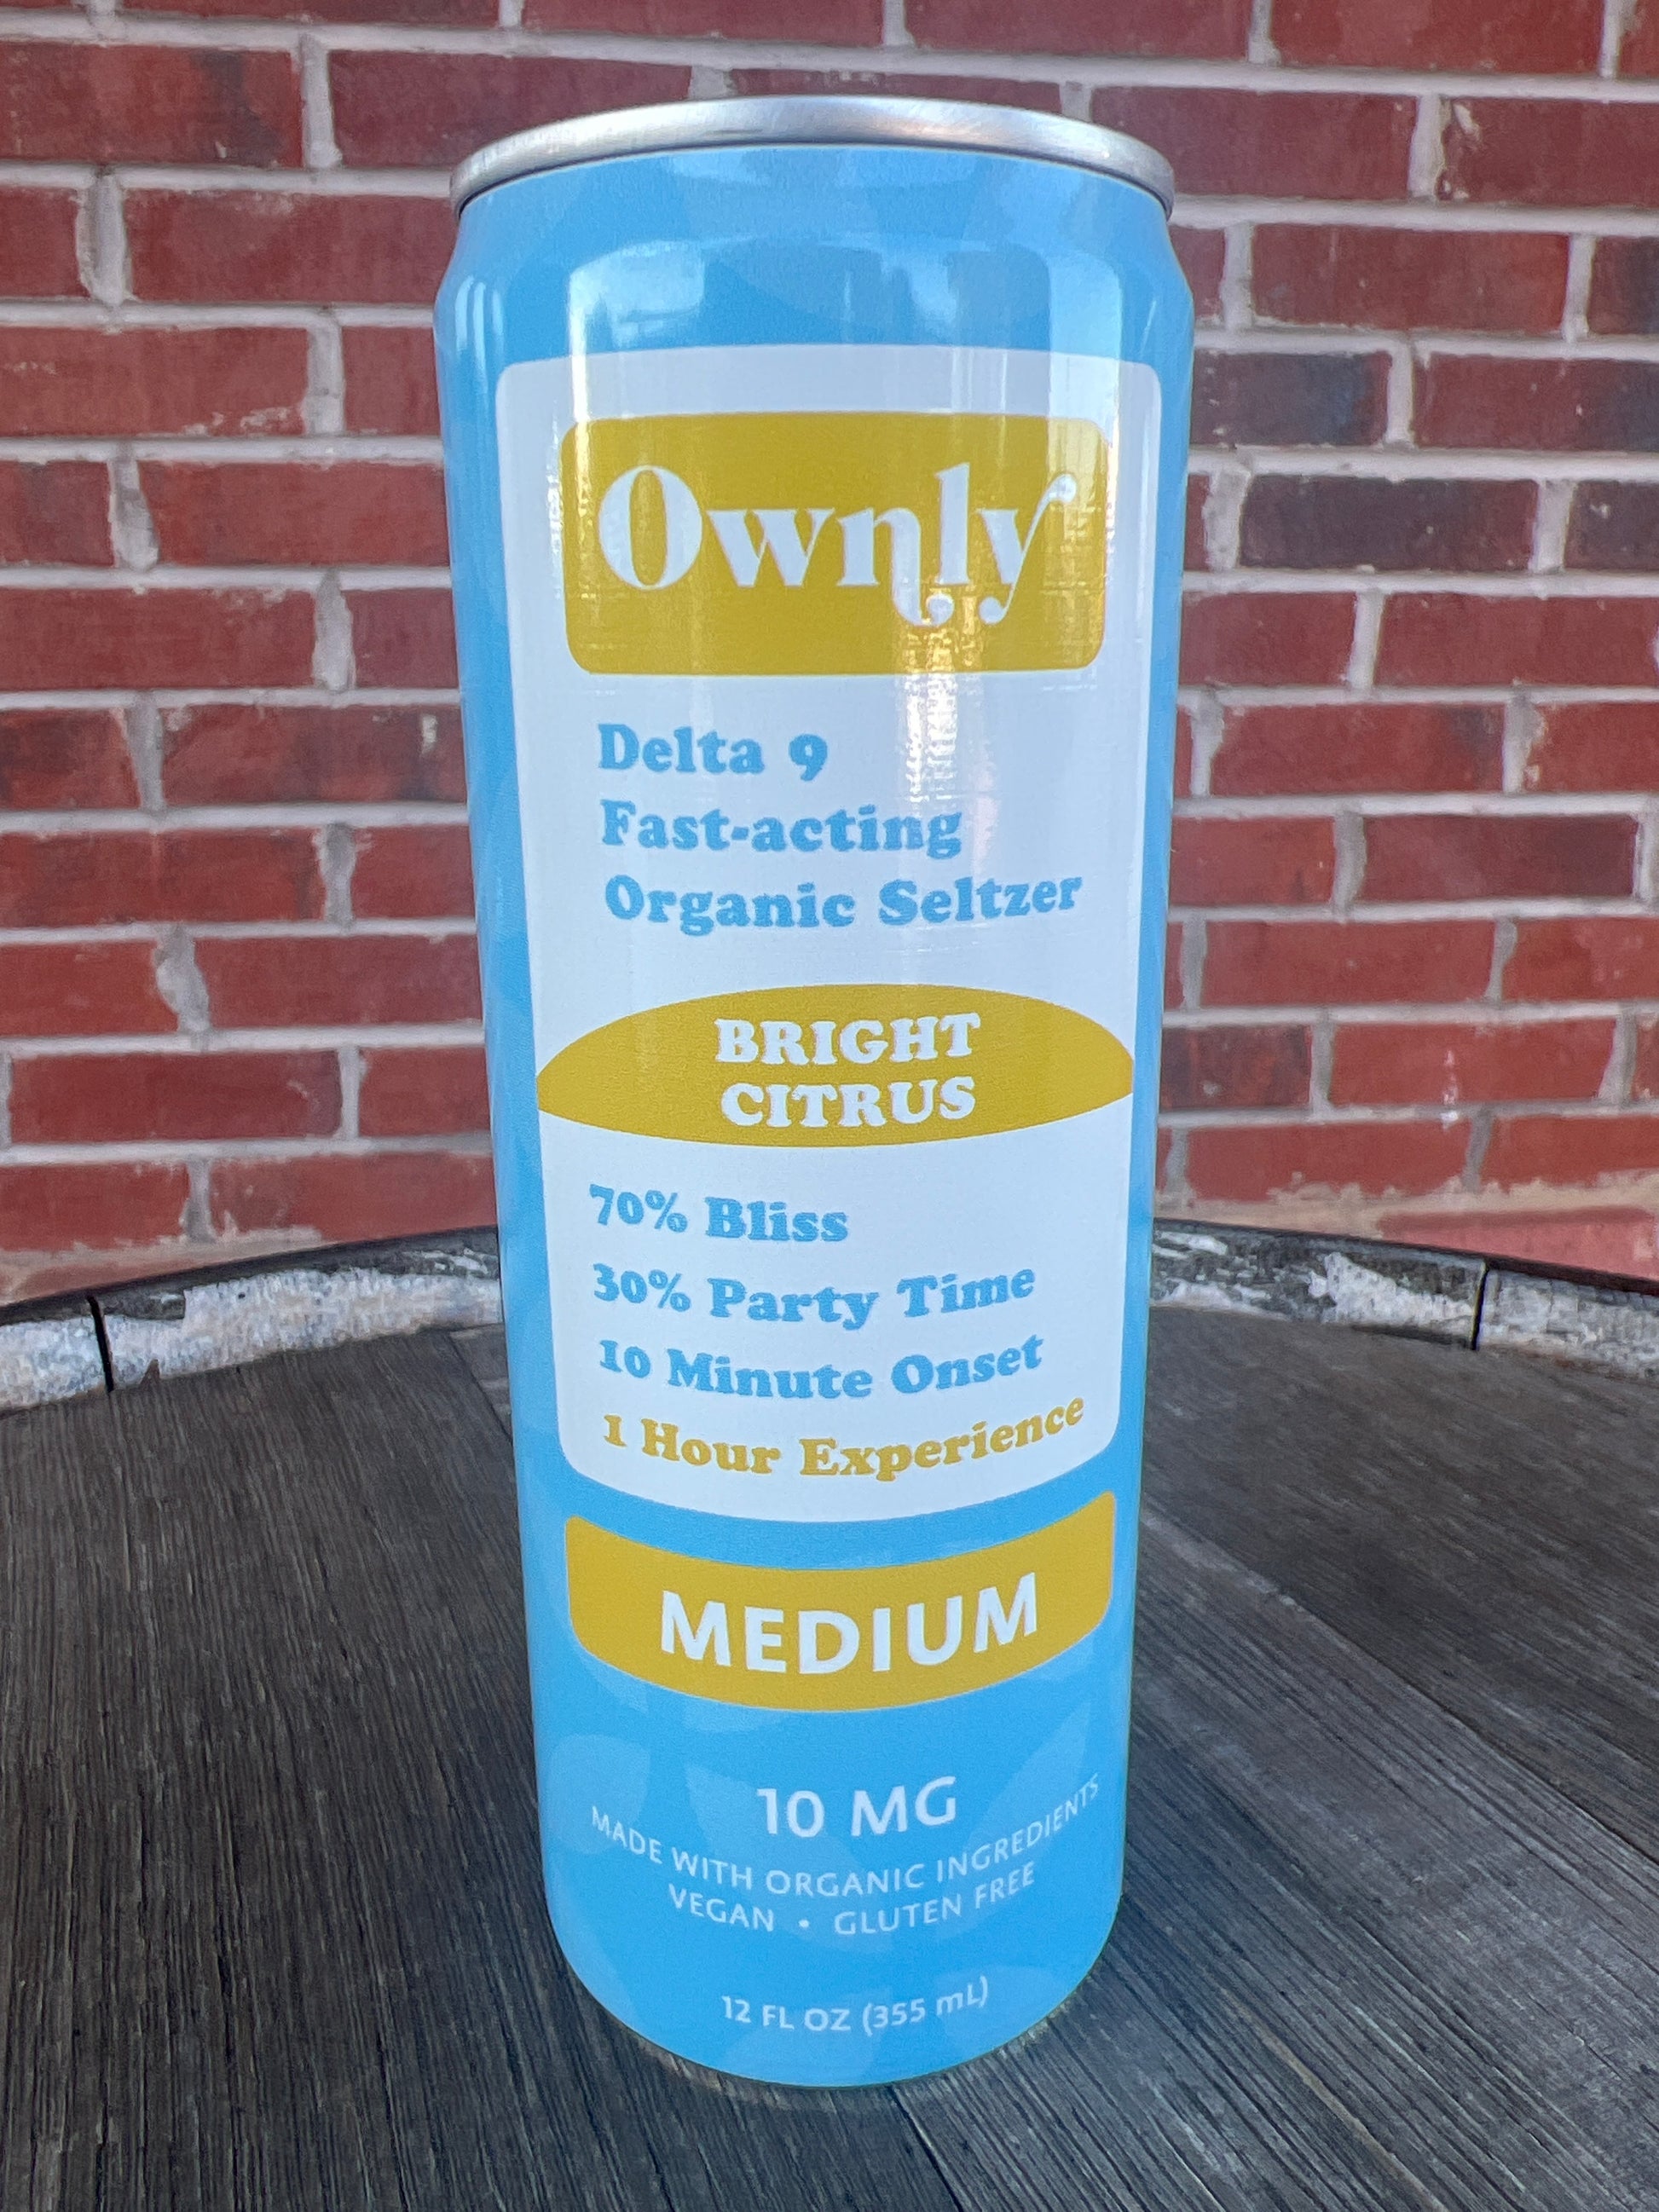 Ownly
Delta 9
Fast-acting
Organic Seltzer
BRIGHT
CITRUS
70% Bliss
30% Party Time
10 Minute Onset
1 Hour Experience
MEDIUM
10 MG
MADE WITH ORGANIC INGREDIENTS
VEGAN • GLUTEN FREE
12 FL OZ (355 mL)